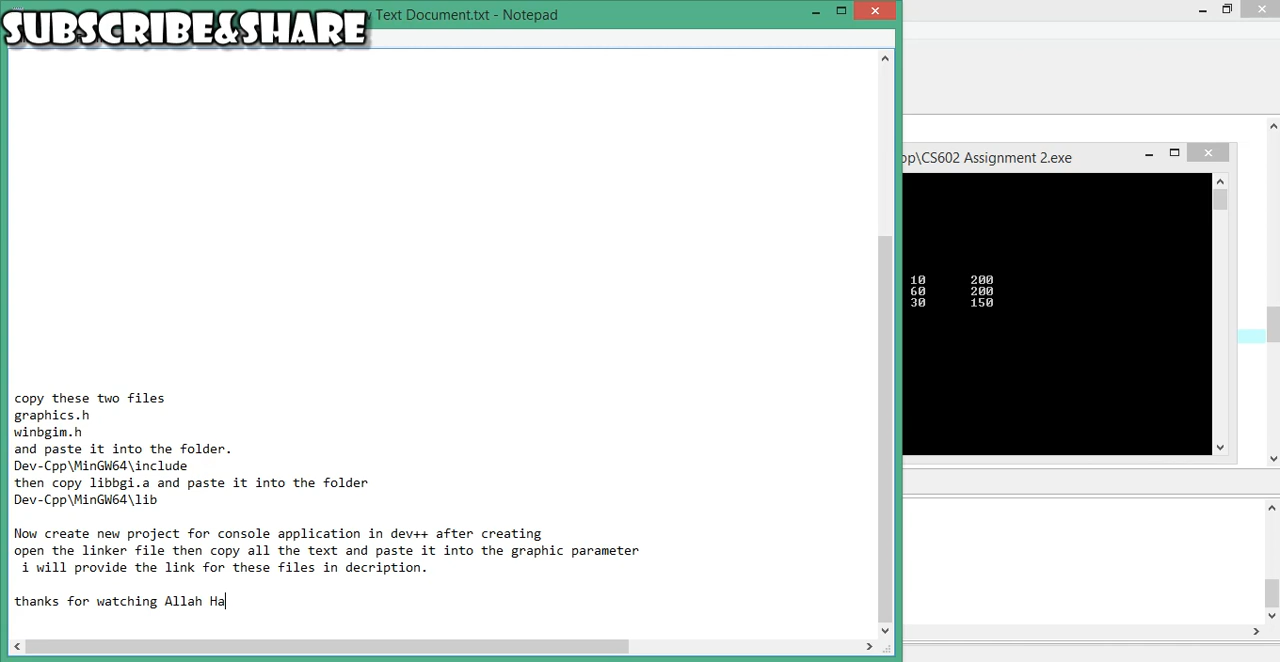 SUBSCRIBE&SHARE
Text Document.txt - Notepad
pp\CS602 Assignment 2.exe
10 200
60 200
30 150
copy these two files
graphics.h
winbgim.h
and paste it into the folder.
Dev-Cpp\MinGW64\include
then copy libbgi.a and paste it into the folder
Dev-Cpp\MinGW64\lib
Now create new project for console application in dev++ after creating
open the linker file then copy all the text and paste it into the graphic parameter
i will provide the link for these files in decription.
thanks for watching Allah Ha